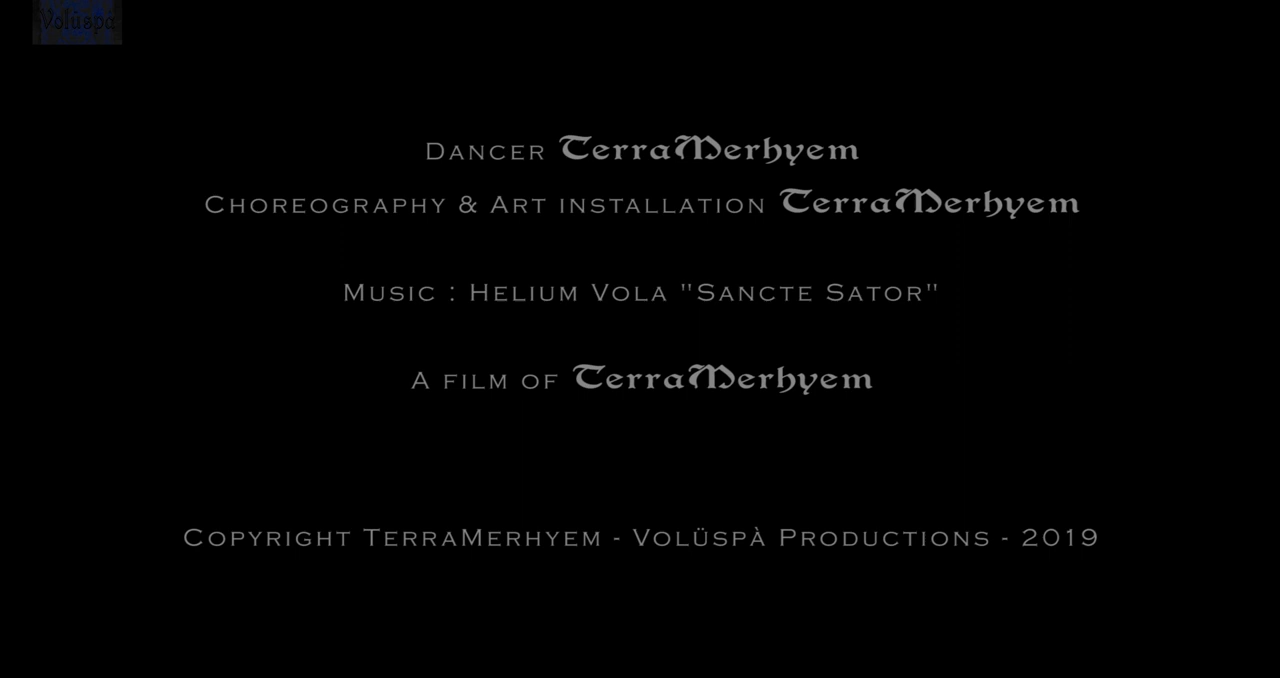 Volüspà
Dancer TerraMerhyem
Choreography & Art installation TerraMerhyem
Music : Helium Vola "Sancte Sator"
A film of TerraMerhyem
Copyright TerraMerhyem - Volüspà Productions - 2019